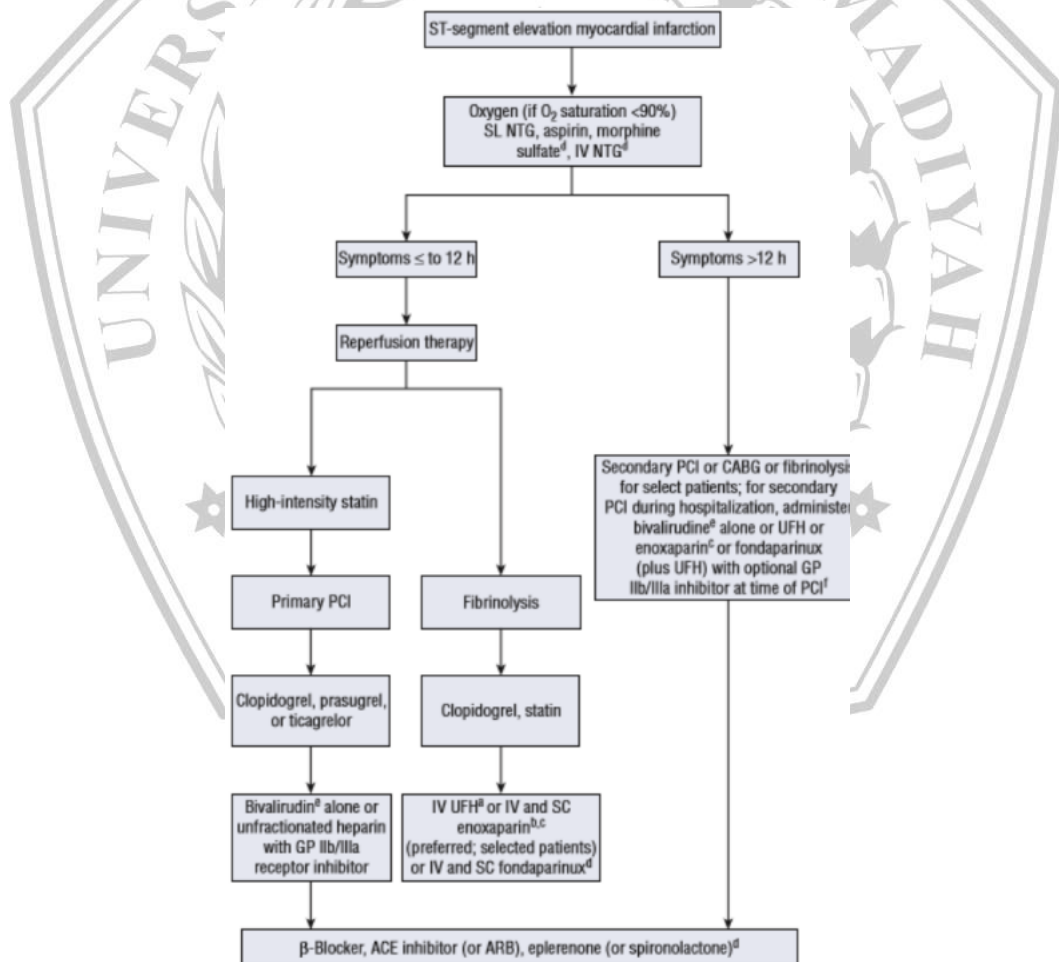 UNIVERS
MADIYAH
ST-segment elevation myocardial infarction
Oxygen (if O₂ saturation <90%)
SL NTG, aspirin, morphine
sulfateᵈ, IV NTGᵈ
Symptoms ≤ to 12 h
Symptoms >12 h
Reperfusion therapy
High-intensity statin
Primary PCI
Clopidogrel, prasugrel,
or ticagrelor
Bivalirudinᵉ alone or
unfractionated heparin
with GP IIb/IIIa
receptor inhibitor
Fibrinolysis
Clopidogrel, statin
IV UFHᵃ or IV and SC
enoxaparinᵇ,ᶜ
(preferred; selected patients)
or IV and SC fondaparinuxᵈ
Secondary PCI or CABG or fibrinolysis
for select patients; for secondary
PCI during hospitalization, administer
bivalirudineᵉ alone or UFH or
enoxaparinᶜ or fondaparinux
(plus UFH) with optional GP
IIb/IIIa inhibitor at time of PCIᶠ
β-Blocker, ACE inhibitor (or ARB), eplerenone (or spironolactone)ᵈ